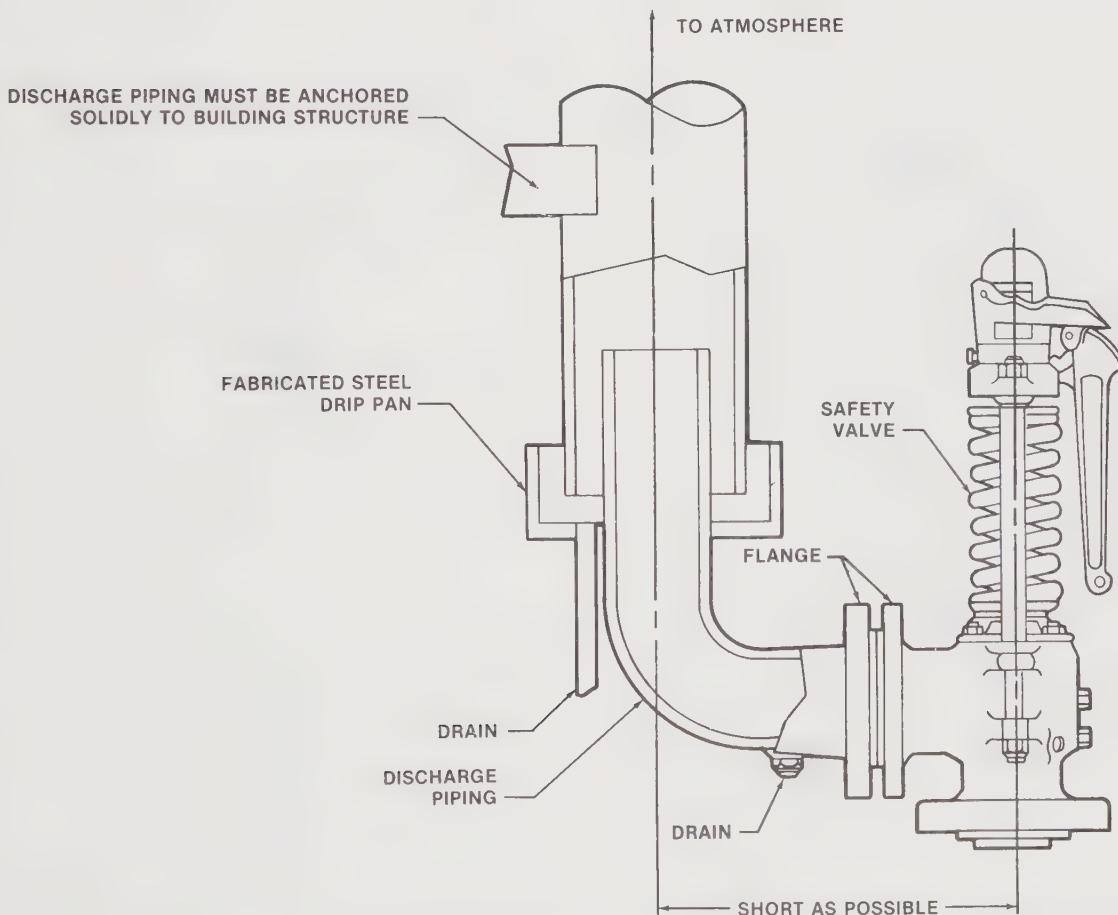 TO ATMOSPHERE
DISCHARGE PIPING MUST BE ANCHORED
SOLIDLY TO BUILDING STRUCTURE
FABRICATED STEEL
DRIP PAN
SAFETY
VALVE
FLANGE
DRAIN
DISCHARGE
PIPING
DRAIN
SHORT AS POSSIBLE